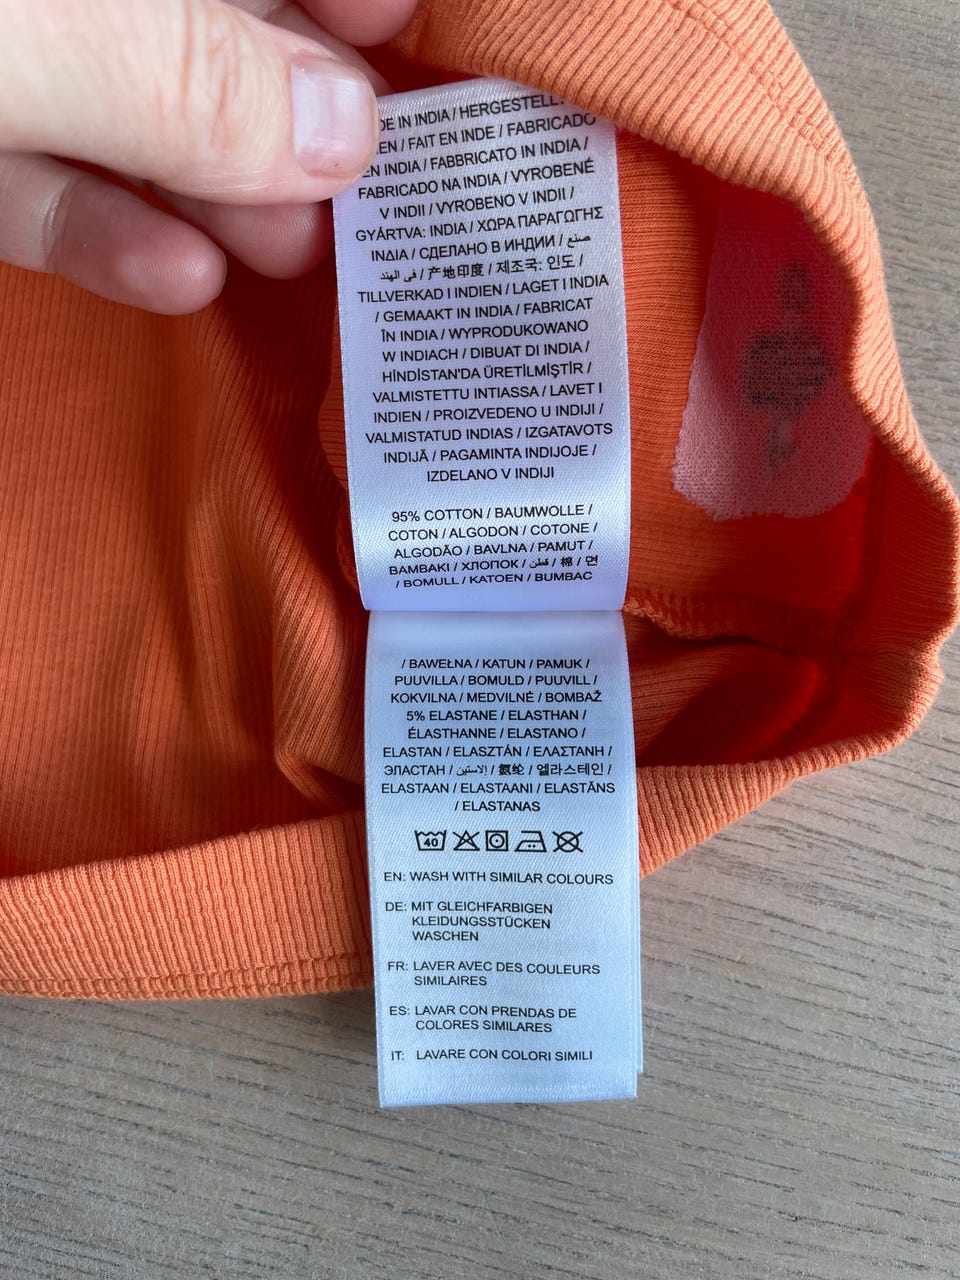 DE IN INDIA / HERGESTELLT
EN / FAIT EN INDE / FABRICADO
EN INDIA / FABBRICATO IN INDIA /
FABRICADO NA INDIA / VYROBENÉ
V INDII / VYROBENO V INDII /
GYÁRTVA: INDIA / ΧΩΡΑ ΠΑΡΑΓΩΓΗΣ
ΙΝΔΙΑ / СДЕЛАНО В ИНДИИ / صنع
في الهند / 产地印度 / 제조국: 인도 /
TILLVERKAD I INDIEN / LAGET I INDIA
/ GEMAAKT IN INDIA / FABRICAT
ÎN INDIA / WYPRODUKOWANO
W INDIACH / DIBUAT DI INDIA /
HİNDİSTAN'DA ÜRETİLMİŞTİR /
VALMISTETTU INTIASSA / LAVET I
INDIEN / PROIZVEDENO U INDIJI /
VALMISTATUD INDIAS / IZGATAVOTS
INDIJĀ / PAGAMINTA INDIJOJE /
IZDELANO V INDIJI
95% COTTON / BAUMWOLLE /
COTON / ALGODON / COTONE /
ALGODÃO / BAVLNA / PAMUT /
ΒΑΜΒΑΚΙ / ХЛОПОК / قطن / 棉 / 면
/ BOMULL / KATOEN / BUMBAC
/ BAWEŁNA / KATUN / PAMUK /
PUUVILLA / BOMULD / PUUVILL /
KOKVILNA / MEDVILNĖ / BOMBAŽ
5% ELASTANE / ELASTHAN /
ÉLASTHANNE / ELASTANO /
ELASTAN / ELASZTÁN / ΕΛΑΣΤΑΝΗ /
ЭЛАСТАН / الاستين / 氨纶 / 엘라스테인 /
ELASTAAN / ELASTAANI / ELASTĀNS
/ ELASTANAS
40
EN: WASH WITH SIMILAR COLOURS
DE: MIT GLEICHFARBIGEN
KLEIDUNGSSTÜCKEN
WASCHEN
FR: LAVER AVEC DES COULEURS
SIMILAIRES
ES: LAVAR CON PRENDAS DE
COLORES SIMILARES
IT: LAVARE CON COLORI SIMILI